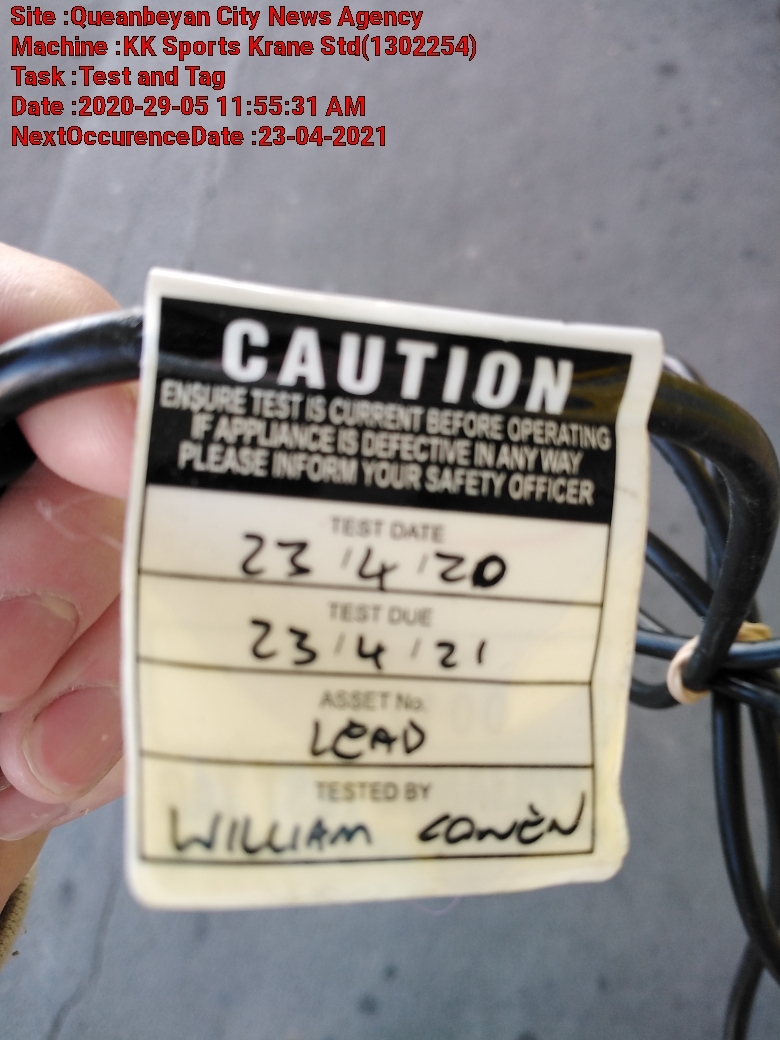 Site :Queanbeyan City News Agency
Machine :KK Sports Krane Std(1302254)
Task :Test and Tag
Date :2020-29-05 11:55:31 AM
NextOccurenceDate :23-04-2021
CAUTION
ENSURE TEST IS CURRENT BEFORE OPERATING
IF APPLIANCE IS DEFECTIVE IN ANY WAY
PLEASE INFORM YOUR SAFETY OFFICER
TEST DATE
23/4/20
TEST DUE
23/4/21
ASSET No.
LEAD
TESTED BY
WILLIAM COWEN